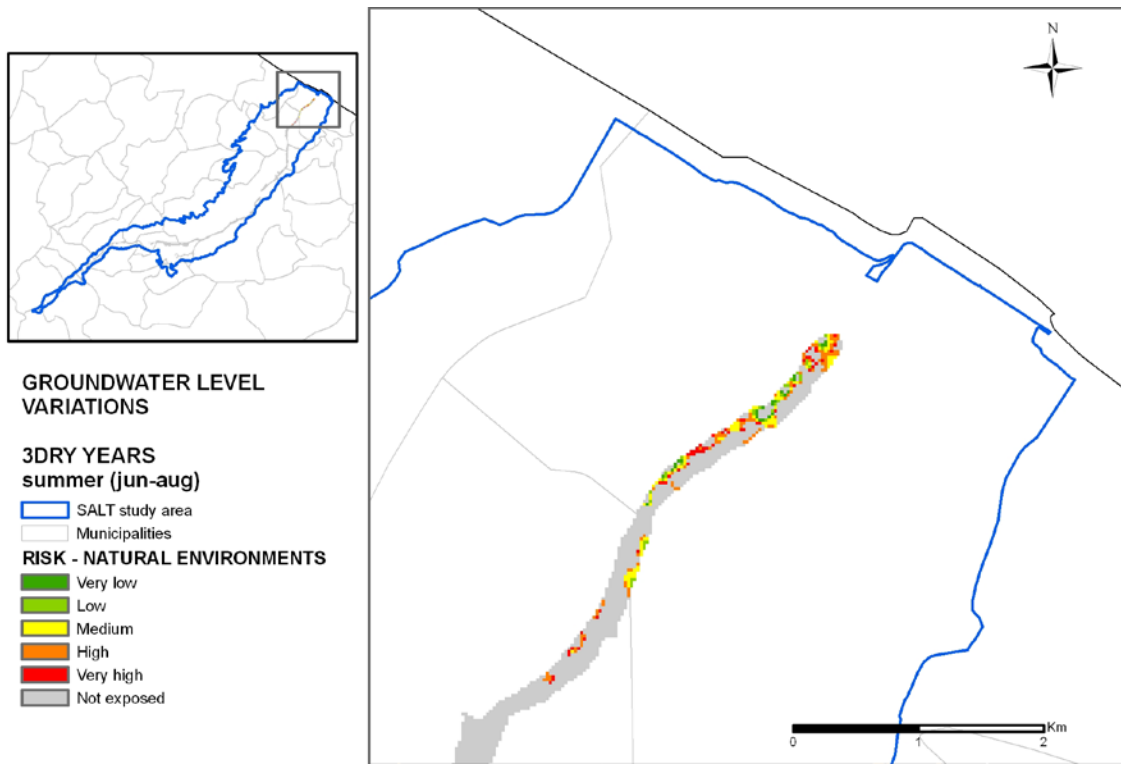 GROUNDWATER LEVEL
VARIATIONS
3DRY YEARS
summer (jun-aug)
SALT study area
Municipalities
RISK - NATURAL ENVIRONMENTS
Very low
Low
Medium
High
Very high
Not exposed
N
Km
0 1 2